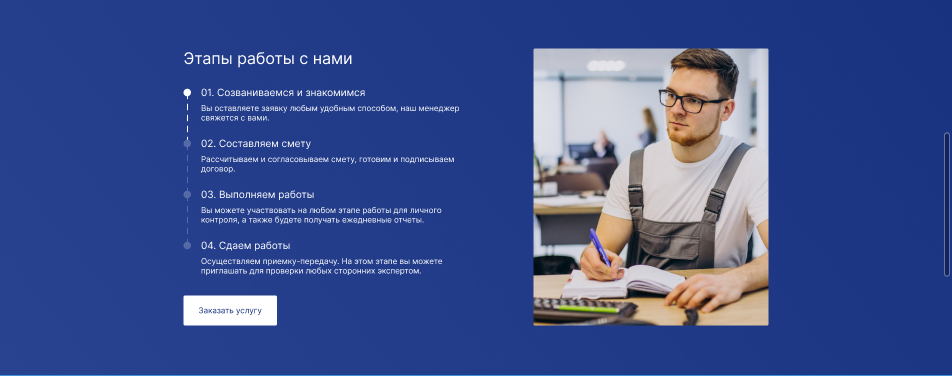 Этапы работы с нами
01. Созваниваемся и знакомимся
Вы оставляете заявку любым удобным способом, наш менеджер
свяжется с вами.
02. Составляем смету
Рассчитываем и согласовываем смету, готовим и подписываем
договор.
03. Выполняем работы
Вы можете участвовать на любом этапе работы для личного
контроля, а также будете получать ежедневные отчеты.
04. Сдаем работы
Осуществляем приемку-передачу. На этом этапе вы можете
приглашать для проверки любых сторонних экспертом.
Заказать услугу